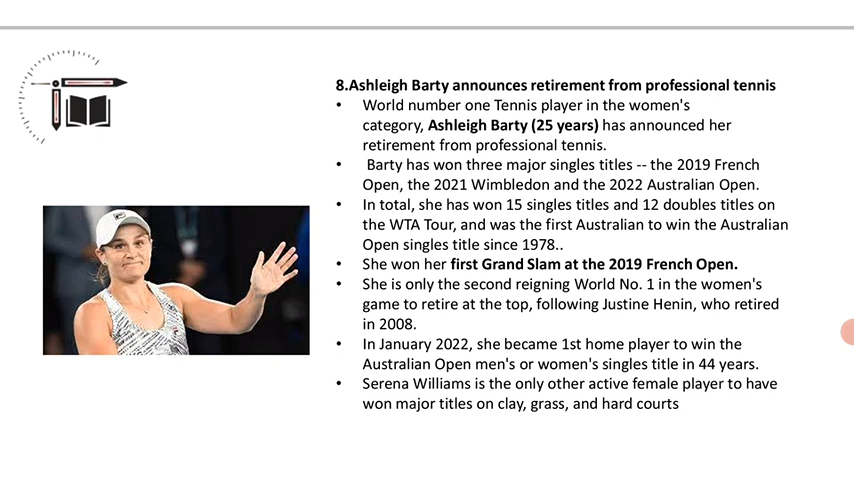 8.Ashleigh Barty announces retirement from professional tennis
• World number one Tennis player in the women's
category, Ashleigh Barty (25 years) has announced her
retirement from professional tennis.
• Barty has won three major singles titles -- the 2019 French
Open, the 2021 Wimbledon and the 2022 Australian Open.
• In total, she has won 15 singles titles and 12 doubles titles on
the WTA Tour, and was the first Australian to win the Australian
Open singles title since 1978..
• She won her first Grand Slam at the 2019 French Open.
• She is only the second reigning World No. 1 in the women's
game to retire at the top, following Justine Henin, who retired
in 2008.
• In January 2022, she became 1st home player to win the
Australian Open men's or women's singles title in 44 years.
• Serena Williams is the only other active female player to have
won major titles on clay, grass, and hard courts